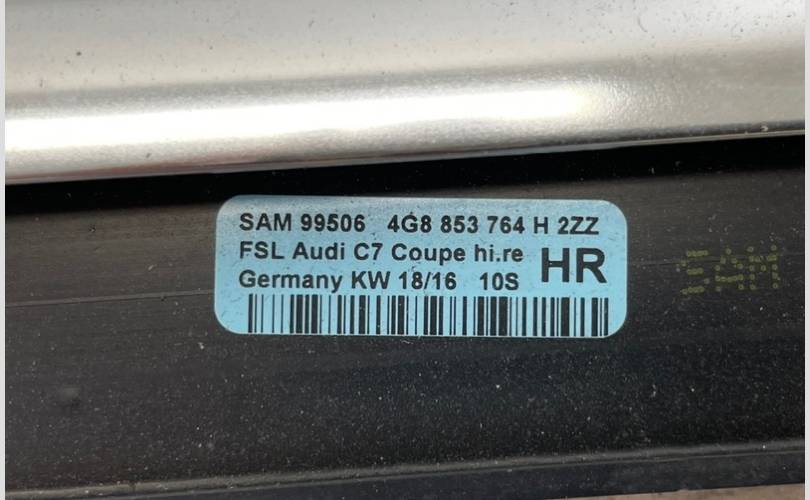 SAM 99506 4G8 853 764 H 2ZZ
FSL Audi C7 Coupe hi.re HR
Germany KW 18/16 10S
SAM